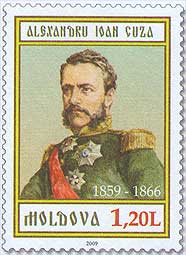 ALEXANDRU IOAN CUZA
1859 - 1866
MOLDOVA 1,20L
2009